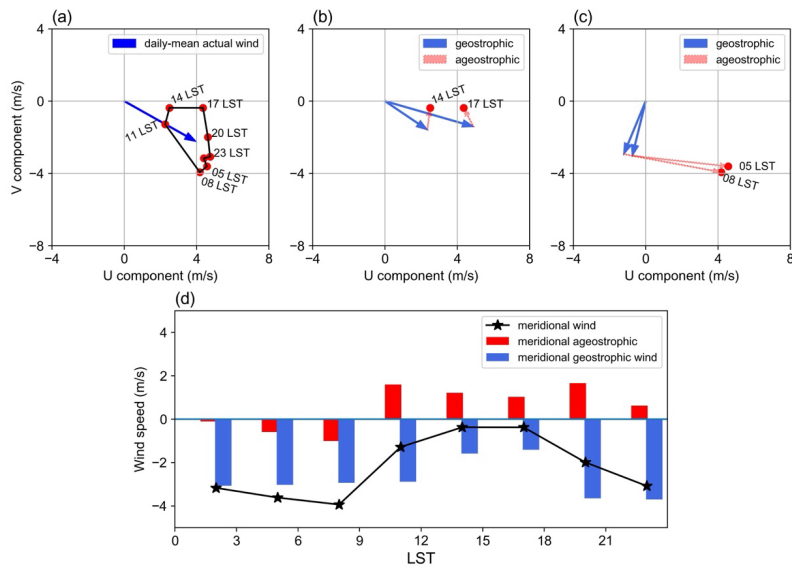 (a)
(b)
(c)
daily-mean actual wind
geostrophic
ageostrophic
geostrophic
ageostrophic
V component (m/s)
4
0
−4
−8
14 LST
17 LST
11 LST
20 LST
23 LST
05 LST
08 LST
−4
0
4
8
U component (m/s)
4
0
−4
−8
14 LST
17 LST
−4
0
4
8
U component (m/s)
4
0
−4
−8
05 LST
08 LST
−4
0
4
8
U component (m/s)
(d)
meridional wind
meridional ageostrophic
meridional geostrophic wind
Wind speed (m/s)
4
2
0
−2
−4
0
3
6
9
12
15
18
21
LST